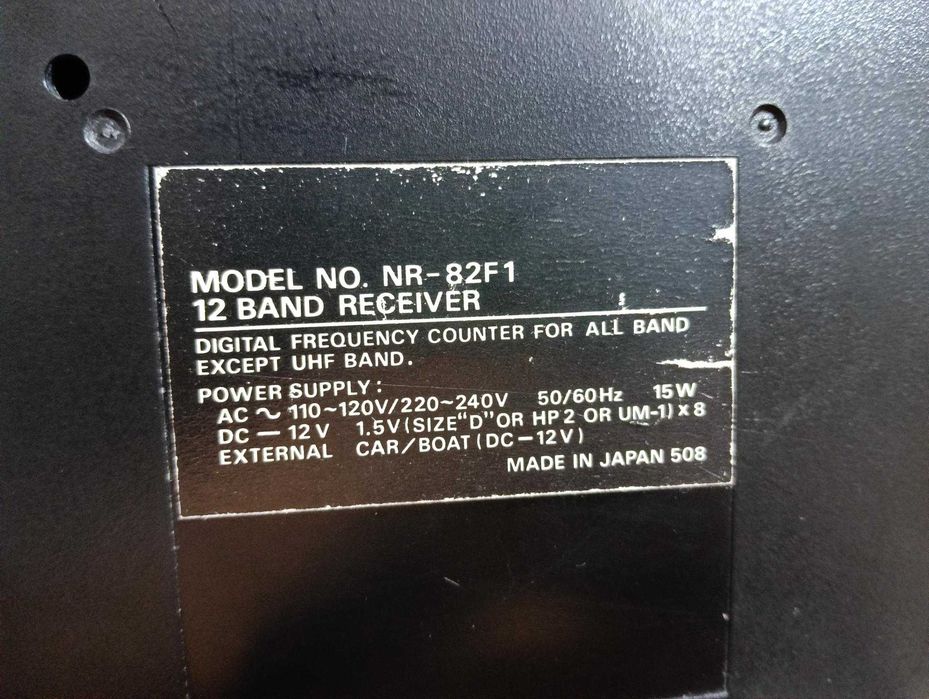 MODEL NO. NR-82F1
12 BAND RECEIVER
DIGITAL FREQUENCY COUNTER FOR ALL BAND
EXCEPT UHF BAND.
POWER SUPPLY:
AC ∼ 110~120V/220~240V 50/60Hz 15W
DC — 12V 1.5V(SIZE"D"OR HP2 OR UM-1) x 8
EXTERNAL CAR/BOAT(DC-12V)
MADE IN JAPAN 508